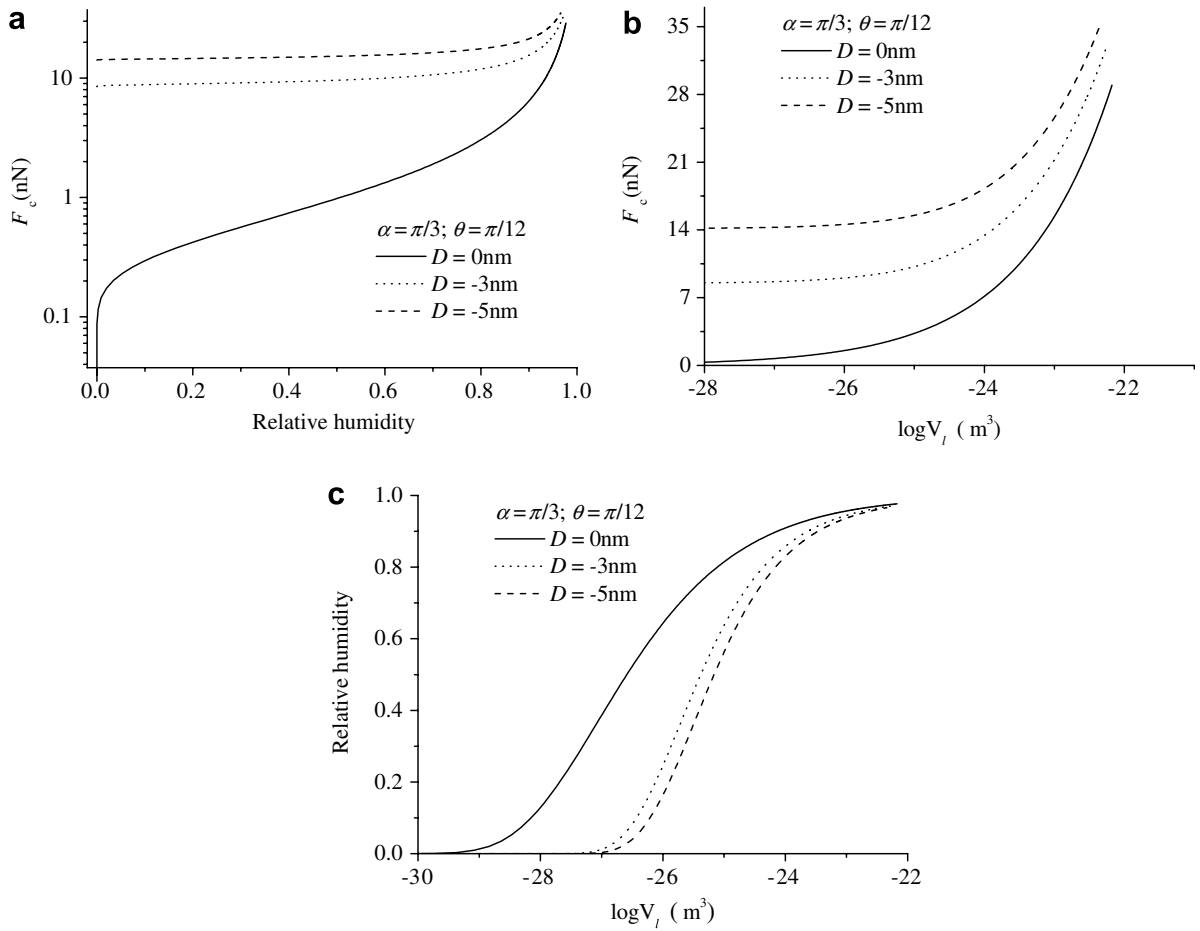 a
10
1
0.1
F_c(nN)
α=π/3; θ=π/12
D = 0nm
D = -3nm
D = -5nm
0.0 0.2 0.4 0.6 0.8 1.0
Relative humidity
b
35
28
21
14
7
0
F_c(nN)
α=π/3; θ=π/12
D = 0nm
D = -3nm
D = -5nm
-28 -26 -24 -22
logV_l ( m³)
c
1.0
0.8
0.6
0.4
0.2
0.0
Relative humidity
α=π/3; θ=π/12
D = 0nm
D = -3nm
D = -5nm
-30 -28 -26 -24 -22
logV_l ( m³)